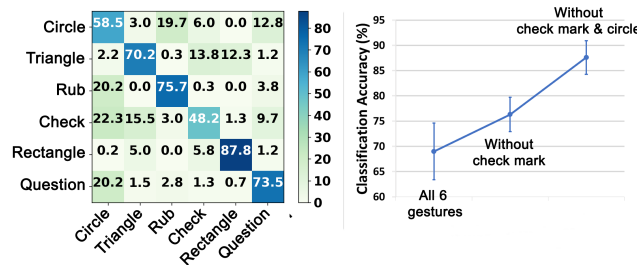 Circle 58.5 3.0 19.7 6.0 0.0 12.8
Triangle 2.2 70.2 0.3 13.8 12.3 1.2
Rub 20.2 0.0 75.7 0.3 0.0 3.8
Check 22.3 15.5 3.0 48.2 1.3 9.7
Rectangle 0.2 5.0 0.0 5.8 87.8 1.2
Question 20.2 1.5 2.8 1.3 0.7 73.5
Circle
Triangle
Rub
Check
Rectangle
Question
80
70
60
50
40
30
20
10
0
Classification Accuracy (%)
95
90
85
80
75
70
65
60
Without
check mark & circle
Without
check mark
All 6
gestures